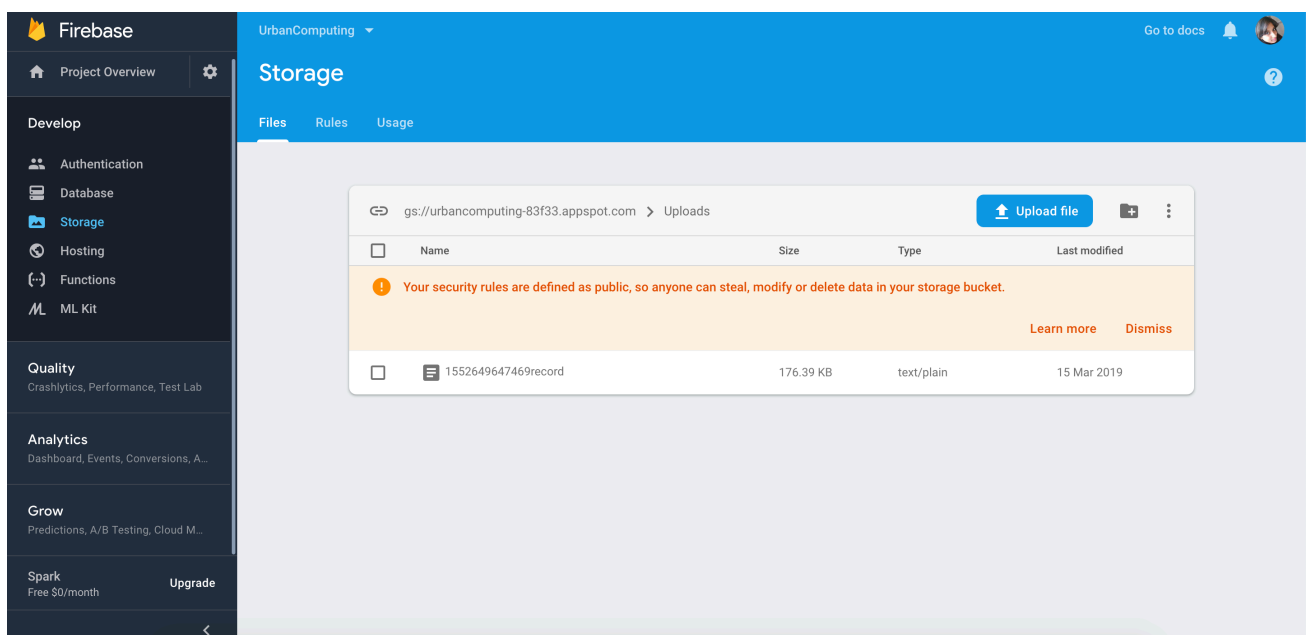 Firebase
Project Overview
Develop
Authentication
Database
Storage
Hosting
Functions
ML Kit
Quality
Crashlytics, Performance, Test Lab
Analytics
Dashboard, Events, Conversions, A...
Grow
Predictions, A/B Testing, Cloud M...
Spark
Free $0/month
Upgrade
UrbanComputing
Go to docs
Storage
Files Rules Usage
gs://urbancomputing-83f33.appspot.com > Uploads
Upload file
Name Size Type Last modified
Your security rules are defined as public, so anyone can steal, modify or delete data in your storage bucket.
Learn more Dismiss
1552649647469record 176.39 KB text/plain 15 Mar 2019